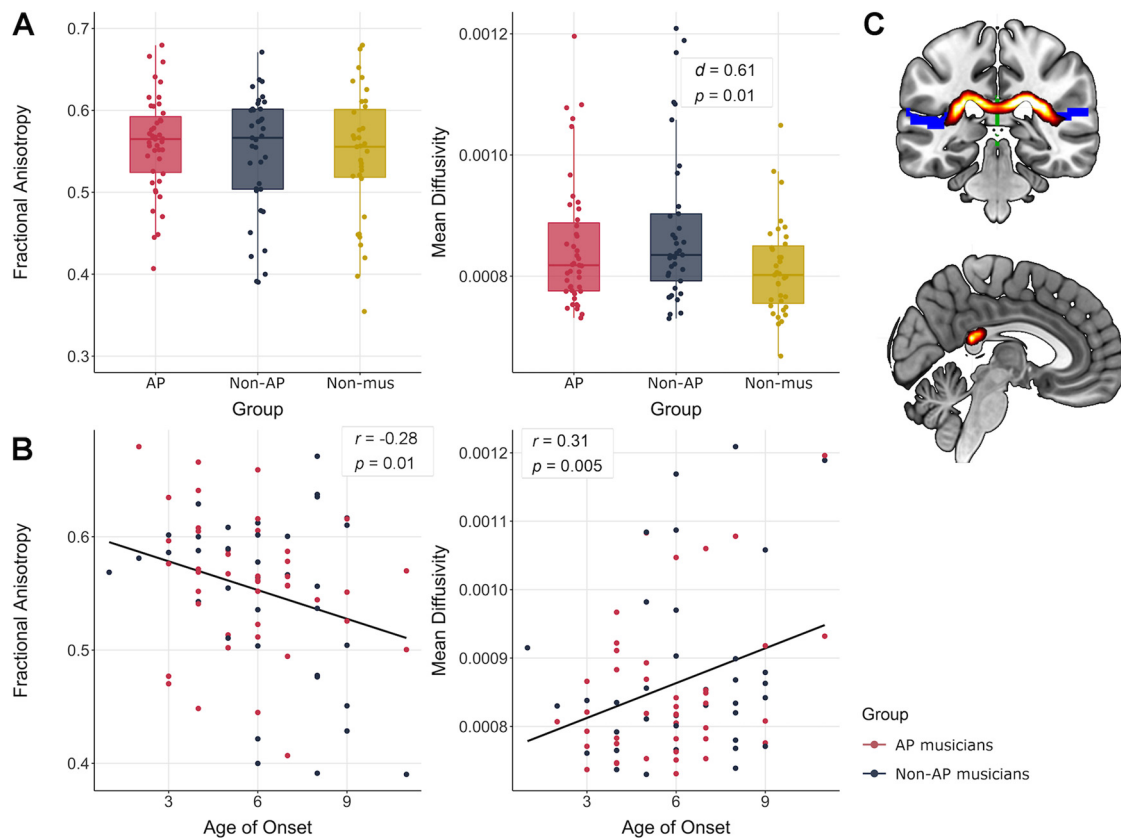 A
0.7
0.6
0.5
0.4
0.3
Fractional Anisotropy
AP
Non-AP
Non-mus
Group
0.0012
0.0010
0.0008
Mean Diffusivity
d = 0.61
p = 0.01
AP
Non-AP
Non-mus
Group
C
B
r = -0.28
p = 0.01
0.6
0.5
0.4
Fractional Anisotropy
3
6
9
Age of Onset
r = 0.31
p = 0.005
0.0012
0.0011
0.0010
0.0009
0.0008
Mean Diffusivity
3
6
9
Age of Onset
Group
AP musicians
Non-AP musicians